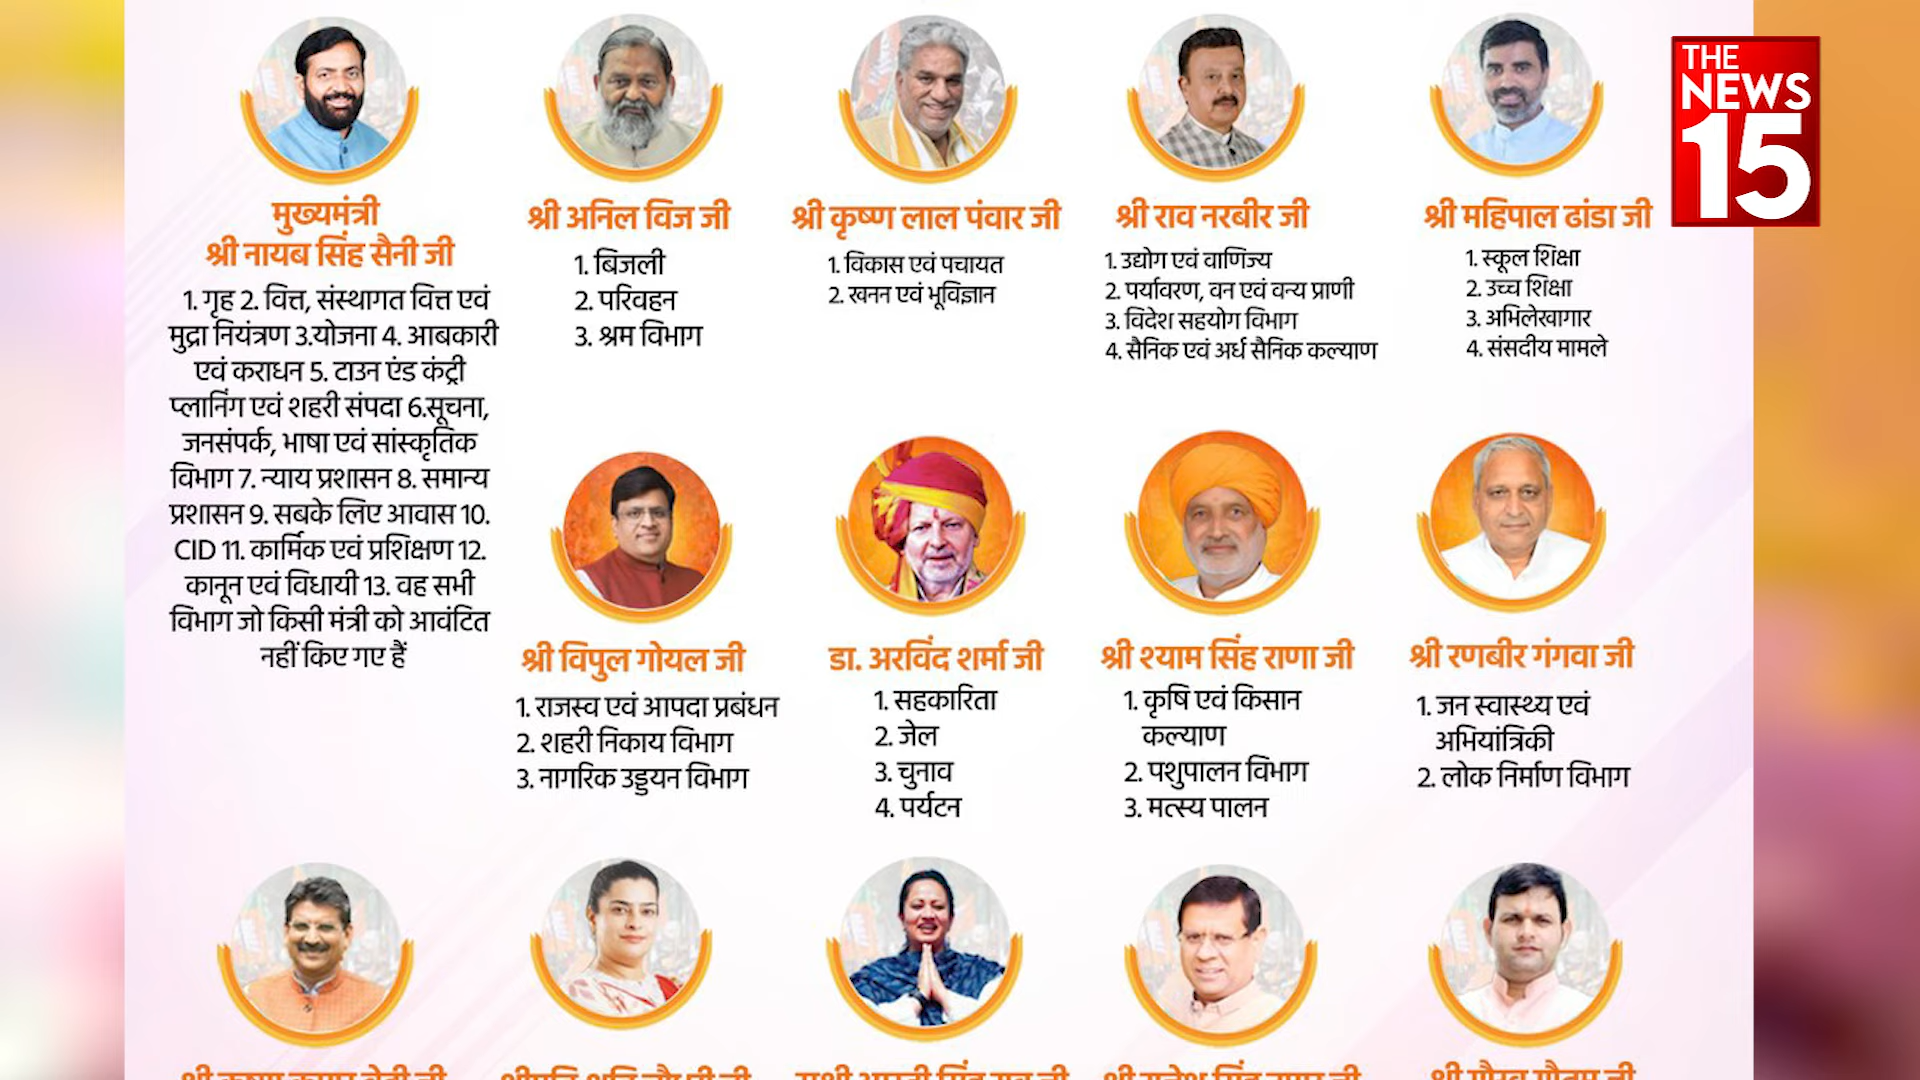 THE
NEWS
15
मुख्यमंत्री
श्री नायब सिंह सैनी जी
1. गृह 2. वित्त, संस्थागत वित्त एवं
मुद्रा नियंत्रण 3.योजना 4. आबकारी
एवं कराधन 5. टाउन एंड कंट्री
प्लानिंग एवं शहरी संपदा 6.सूचना,
जनसंपर्क, भाषा एवं सांस्कृतिक
विभाग 7. न्याय प्रशासन 8. समान्य
प्रशासन 9. सबके लिए आवास 10.
CID 11. कार्मिक एवं प्रशिक्षण 12.
कानून एवं विधायी 13. वह सभी
विभाग जो किसी मंत्री को आवंटित
नहीं किए गए हैं
श्री अनिल विज जी
1. बिजली
2. परिवहन
3. श्रम विभाग
श्री कृष्ण लाल पंवार जी
1. विकास एवं पचायत
2. खनन एवं भूविज्ञान
श्री राव नरबीर जी
1. उद्योग एवं वाणिज्य
2. पर्यावरण, वन एवं वन्य प्राणी
3. विदेश सहयोग विभाग
4. सैनिक एवं अर्ध सैनिक कल्याण
श्री महिपाल ढांडा जी
1. स्कूल शिक्षा
2. उच्च शिक्षा
3. अभिलेखागार
4. संसदीय मामले
श्री विपुल गोयल जी
1. राजस्व एवं आपदा प्रबंधन
2. शहरी निकाय विभाग
3. नागरिक उड्डयन विभाग
डा. अरविंद शर्मा जी
1. सहकारिता
2. जेल
3. चुनाव
4. पर्यटन
श्री श्याम सिंह राणा जी
1. कृषि एवं किसान
कल्याण
2. पशुपालन विभाग
3. मत्स्य पालन
श्री रणबीर गंगवा जी
1. जन स्वास्थ्य एवं
अभियांत्रिकी
2. लोक निर्माण विभाग